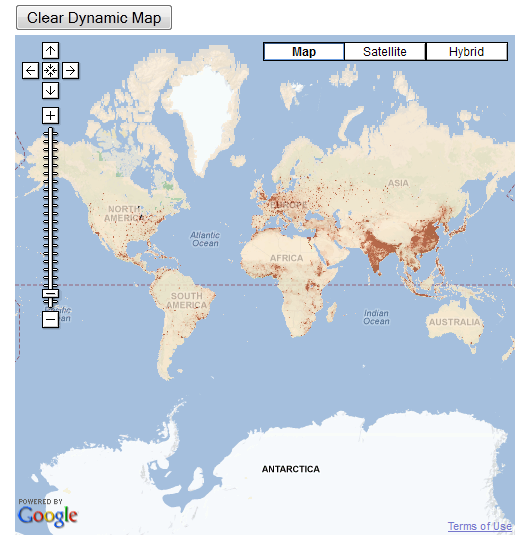 Clear Dynamic Map
Map
Satellite
Hybrid
NORTH
AMERICA
EUROPE
ASIA
Atlantic
Ocean
AFRICA
SOUTH
AMERICA
Indian
Ocean
AUSTRALIA
Ocean
ANTARCTICA
POWERED BY
Google
Terms of Use